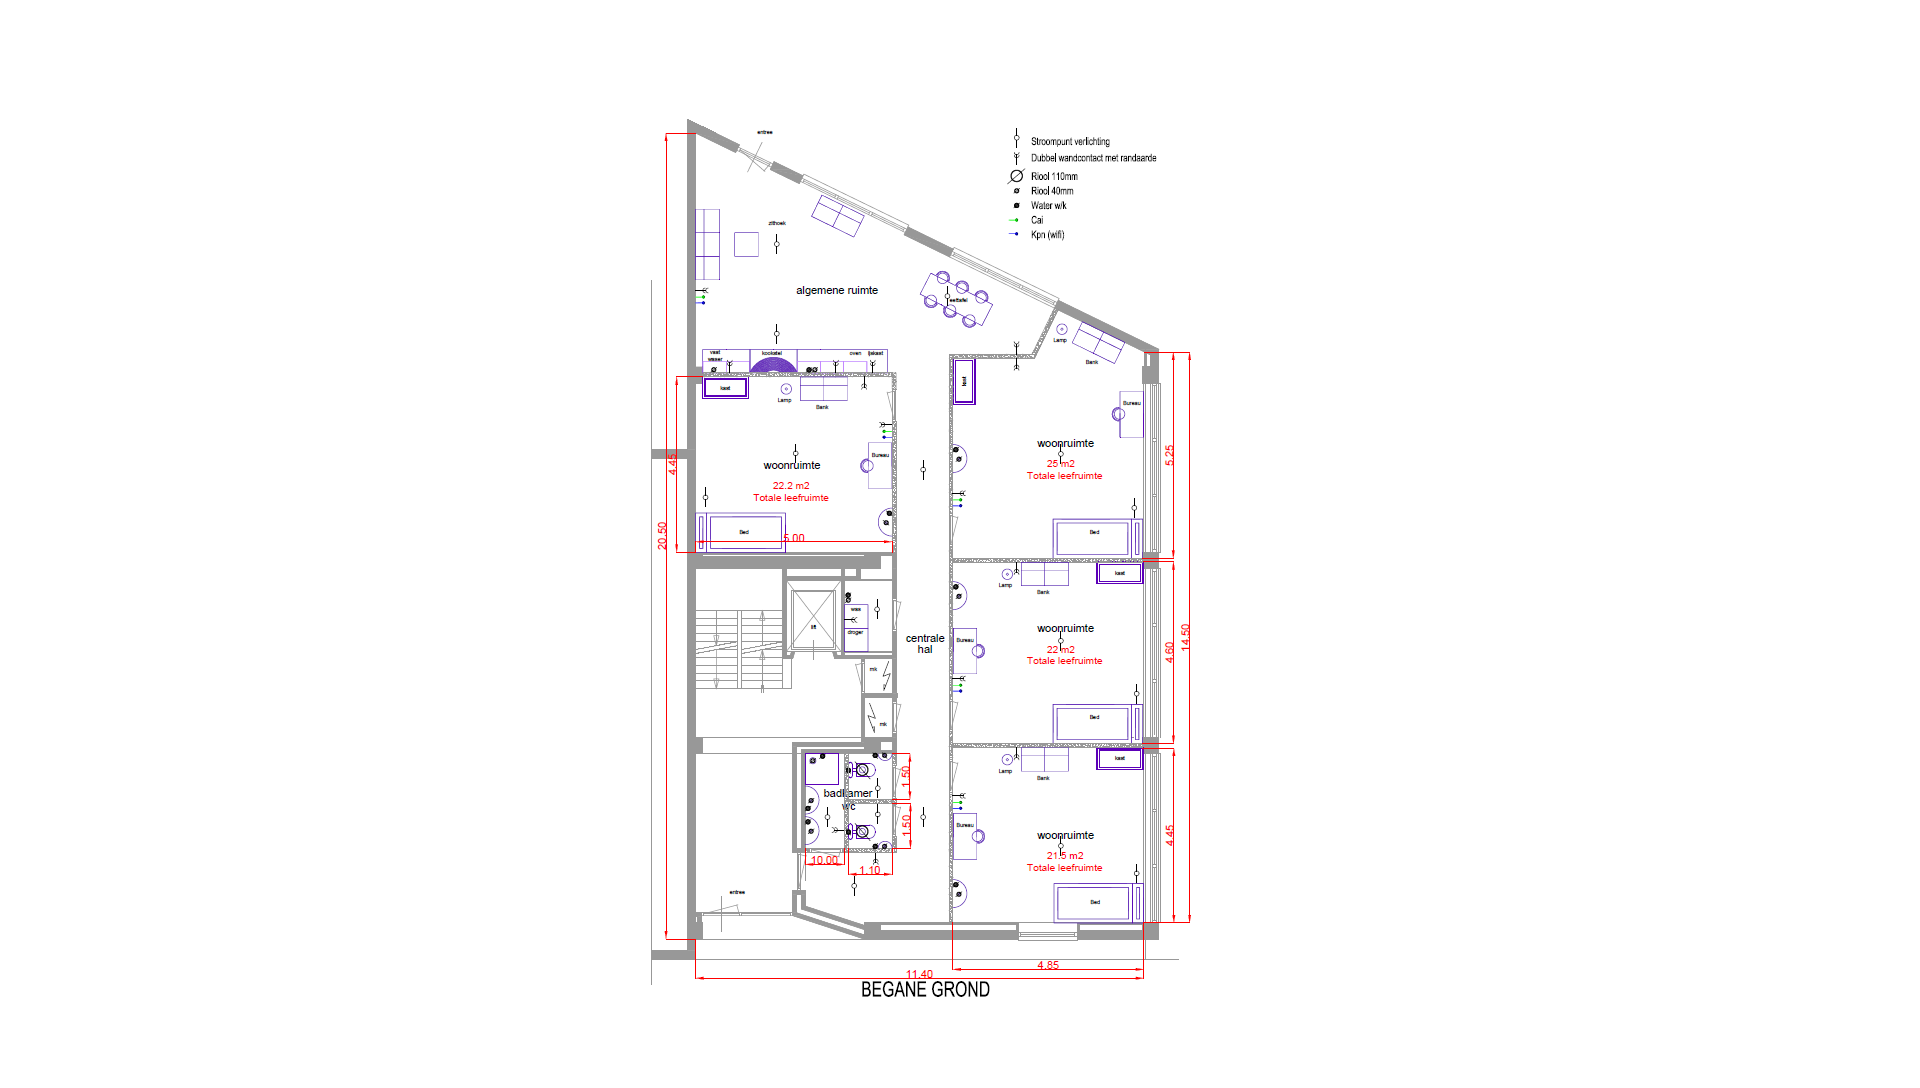 entree
Stroompunt verlichting
Dubbel wandcontact met randaarde
Riool 110mm
Riool 40mm
Water w/k
Cai
Kpn (wifi)
zithoek
algemene ruimte
eettafel
Lamp
Bank
vaat
wasser
kookstel
oven
ijskast
kast
Lamp
Bank
kast
Bureau
Bureau
woonruimte
25 m2
Totale leefruimte
5.25
woonruimte
22.2 m2
Totale leefruimte
4.45
20.50
Bed
5.00
Bed
Lamp
Bank
kast
was
droger
lift
centrale
hal
Bureau
woonruimte
22 m2
Totale leefruimte
4.60
14.50
mk
mk
Bed
badkamer
wc
1.50
1.50
10.00
1.10
Lamp
Bank
kast
Bureau
woonruimte
21.5 m2
Totale leefruimte
4.45
Bed
entree
4.85
11.40
BEGANE GROND